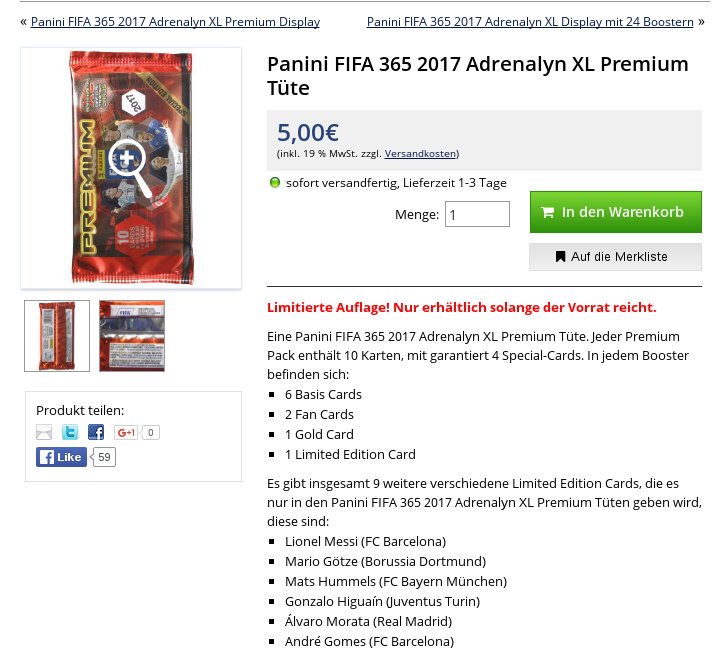 « Panini FIFA 365 2017 Adrenalyn XL Premium Display
Panini FIFA 365 2017 Adrenalyn XL Display mit 24 Boostern »
PREMIUM
2017
SPECIAL EDITION
10
Panini FIFA 365 2017 Adrenalyn XL Premium
Tüte
5,00€
(inkl. 19 % MwSt. zzgl. Versandkosten)
sofort versandfertig, Lieferzeit 1-3 Tage
Menge: 1
In den Warenkorb
Auf die Merkliste
Limitierte Auflage! Nur erhältlich solange der Vorrat reicht.
Eine Panini FIFA 365 2017 Adrenalyn XL Premium Tüte. Jeder Premium
Pack enthält 10 Karten, mit garantiert 4 Special-Cards. In jedem Booster
befinden sich:
▪ 6 Basis Cards
▪ 2 Fan Cards
▪ 1 Gold Card
▪ 1 Limited Edition Card
Es gibt insgesamt 9 weitere verschiedene Limited Edition Cards, die es
nur in den Panini FIFA 365 2017 Adrenalyn XL Premium Tüten geben wird,
diese sind:
▪ Lionel Messi (FC Barcelona)
▪ Mario Götze (Borussia Dortmund)
▪ Mats Hummels (FC Bayern München)
▪ Gonzalo Higuaín (Juventus Turin)
▪ Álvaro Morata (Real Madrid)
▪ André Gomes (FC Barcelona)
Produkt teilen:
G+1 0
Like 59